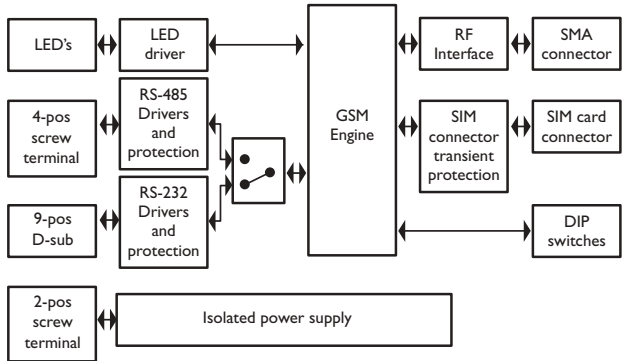 LED's
LED
driver
GSM
Engine
RF
Interface
SMA
connector
4-pos
screw
terminal
RS-485
Drivers
and
protection
SIM
connector
transient
protection
SIM card
connector
9-pos
D-sub
RS-232
Drivers
and
protection
DIP
switches
2-pos
screw
terminal
Isolated power supply